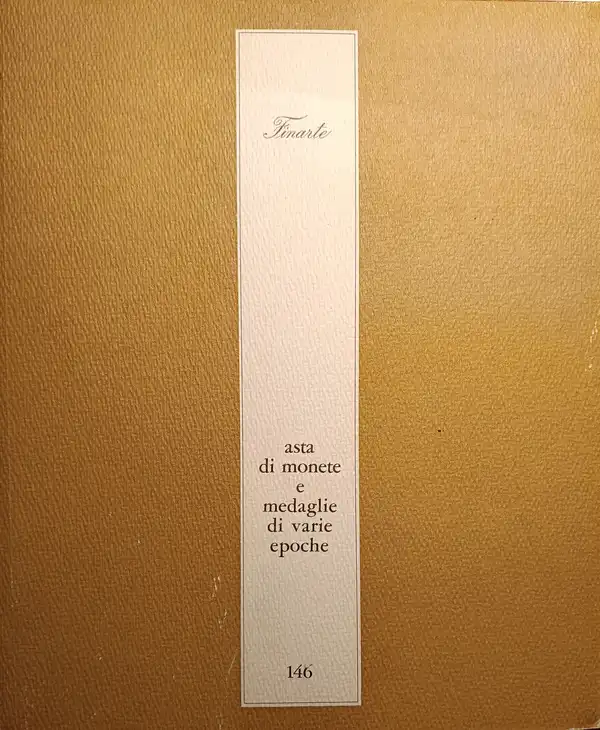 Finarte
asta
di monete
e
medaglie
di varie
epoche
146